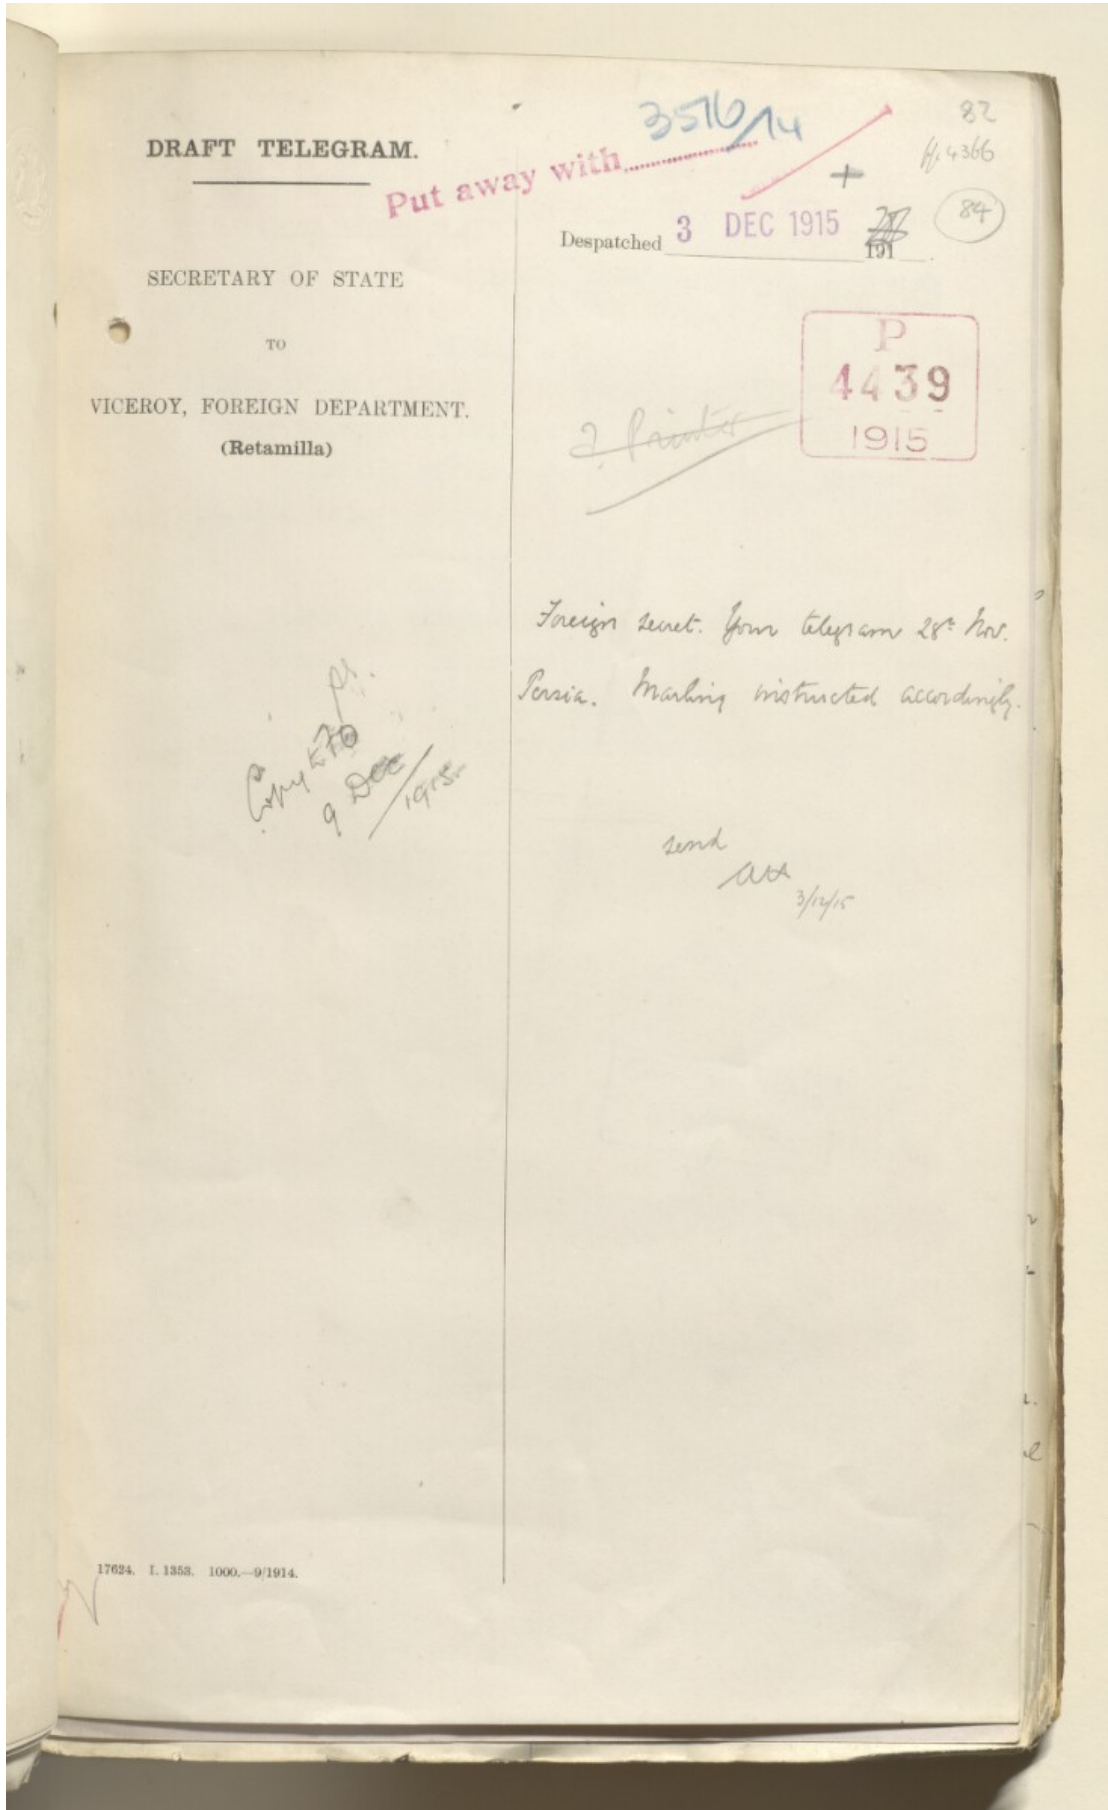 DRAFT TELEGRAM.
Put away with 3516/14
82
4366
84
Despatched 3 DEC 1915 191
SECRETARY OF STATE
TO
VICEROY, FOREIGN DEPARTMENT.
(Retamilla)
P
4439
1915
Printer
Foreign secret. Your telegram 28th Nov.
Persia. Marling instructed accordingly.
Copy to
9 Dec
1915
send
3/12/15
17624. I. 1353. 1000.—9/1914.